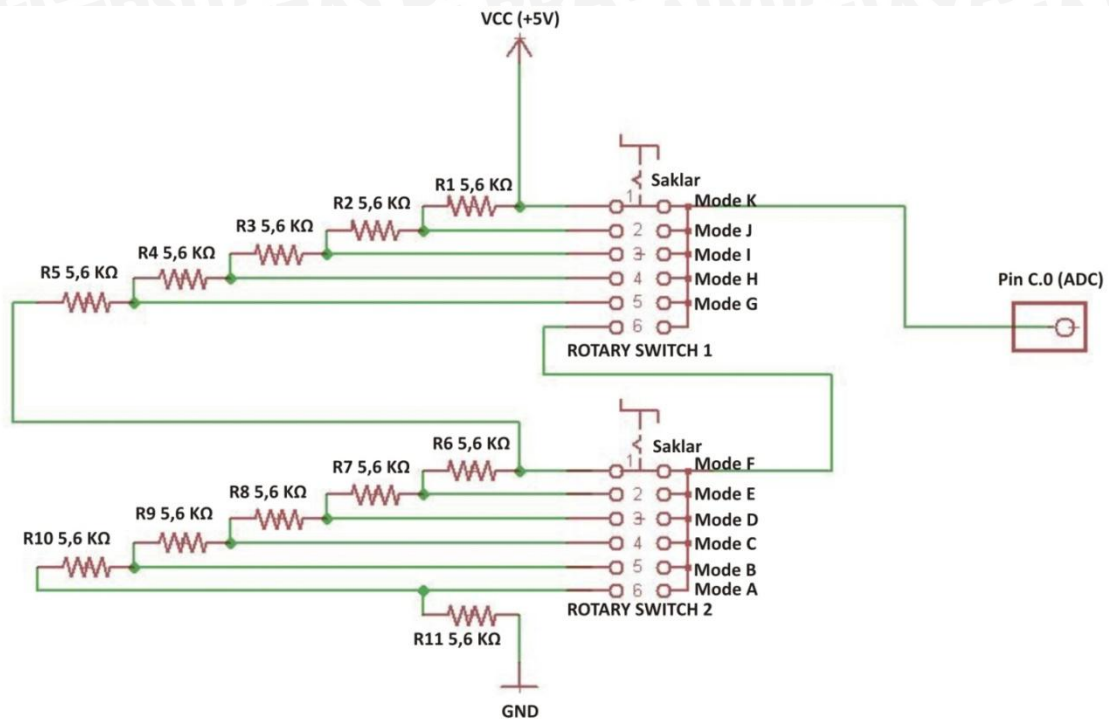 VCC (+5V)
Saklar
R1 5,6 KΩ
1
Mode K
R2 5,6 KΩ
2
Mode J
R3 5,6 KΩ
3
Mode I
R4 5,6 KΩ
4
Mode H
R5 5,6 KΩ
5
Mode G
6
Pin C.0 (ADC)
ROTARY SWITCH 1
Saklar
R6 5,6 KΩ
1
Mode F
R7 5,6 KΩ
2
Mode E
R8 5,6 KΩ
3
Mode D
R9 5,6 KΩ
4
Mode C
R10 5,6 KΩ
5
Mode B
6
Mode A
ROTARY SWITCH 2
R11 5,6 KΩ
GND